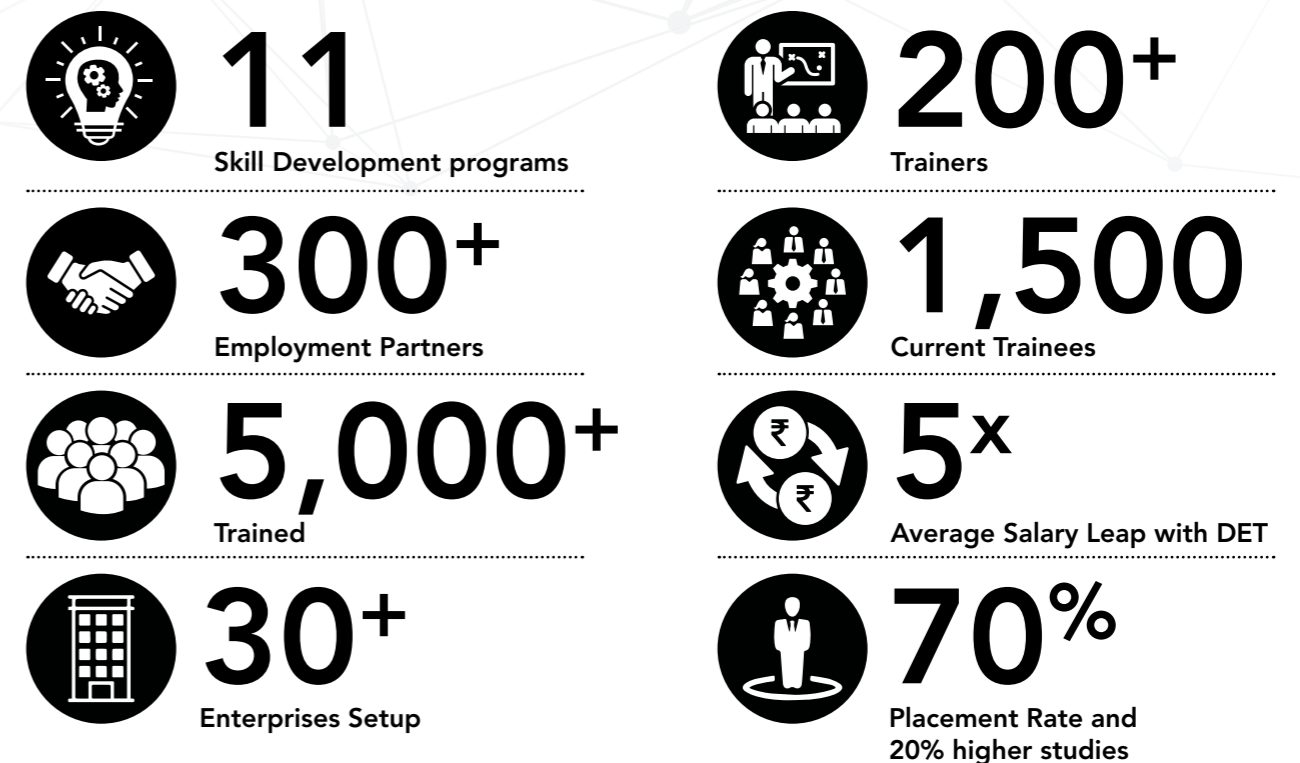 11
Skill Development programs
200+
Trainers
300+
Employment Partners
1,500
Current Trainees
5,000+
Trained
₹
₹
5x
Average Salary Leap with DET
30+
Enterprises Setup
70%
Placement Rate and
20% higher studies